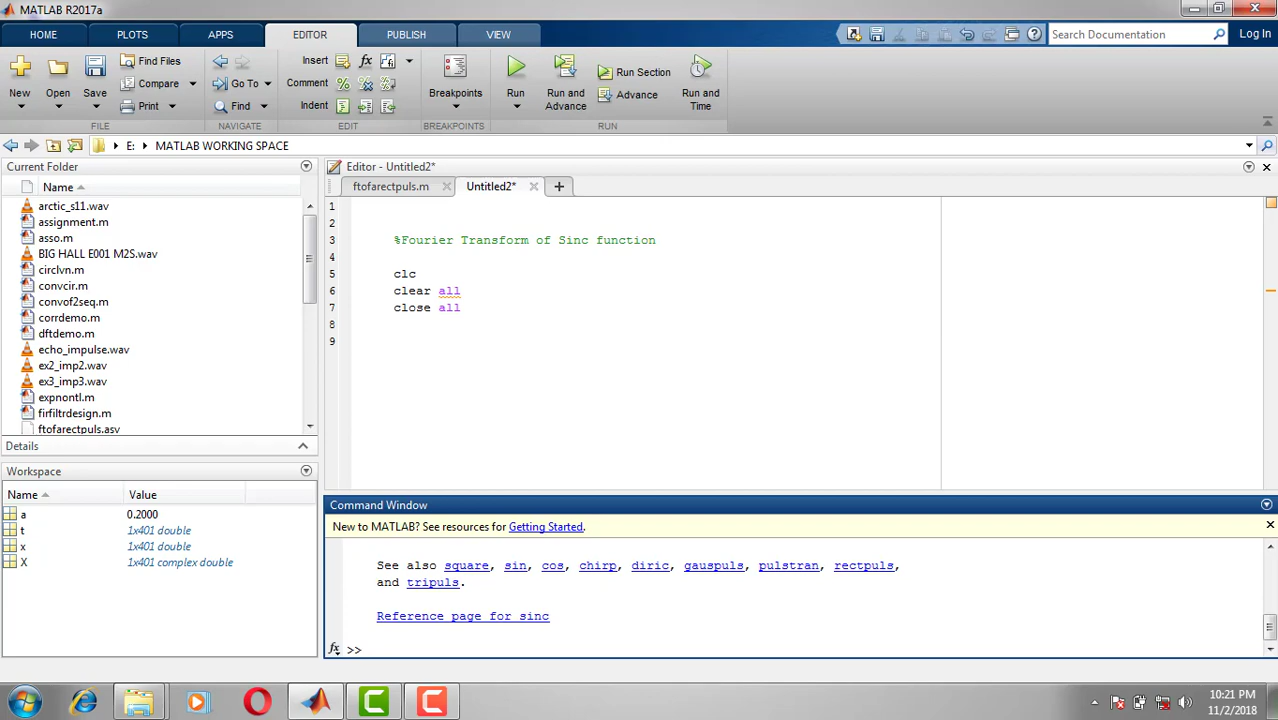 MATLAB R2017a
HOME PLOTS APPS EDITOR PUBLISH VIEW
Search Documentation
Log In
New
Open
Save
Find Files
Compare
Print
FILE
Go To
Find
NAVIGATE
Insert
Comment
Indent
EDIT
Breakpoints
BREAKPOINTS
Run
Run and Advance
Run Section
Advance
Run and Time
RUN
E: MATLAB WORKING SPACE
Current Folder
Name
arctic_s11.wav
assignment.m
asso.m
BIG HALL E001 M2S.wav
circlvn.m
convcir.m
convof2seq.m
corrdemo.m
dftdemo.m
echo_impulse.wav
ex2_imp2.wav
ex3_imp3.wav
expnontl.m
firfiltrdesign.m
ftofarectpuls.asv
Details
Workspace
Name Value
a 0.2000
t 1x401 double
x 1x401 double
X 1x401 complex double
Editor - Untitled2*
ftofarectpuls.m Untitled2*
1
2
3 %Fourier Transform of Sinc function
4
5 clc
6 clear all
7 close all
8
9
Command Window
New to MATLAB? See resources for Getting Started.
See also square, sin, cos, chirp, diric, gauspuls, pulstran, rectpuls,
and tripuls.
Reference page for sinc
fx >>
10:21 PM
11/2/2018